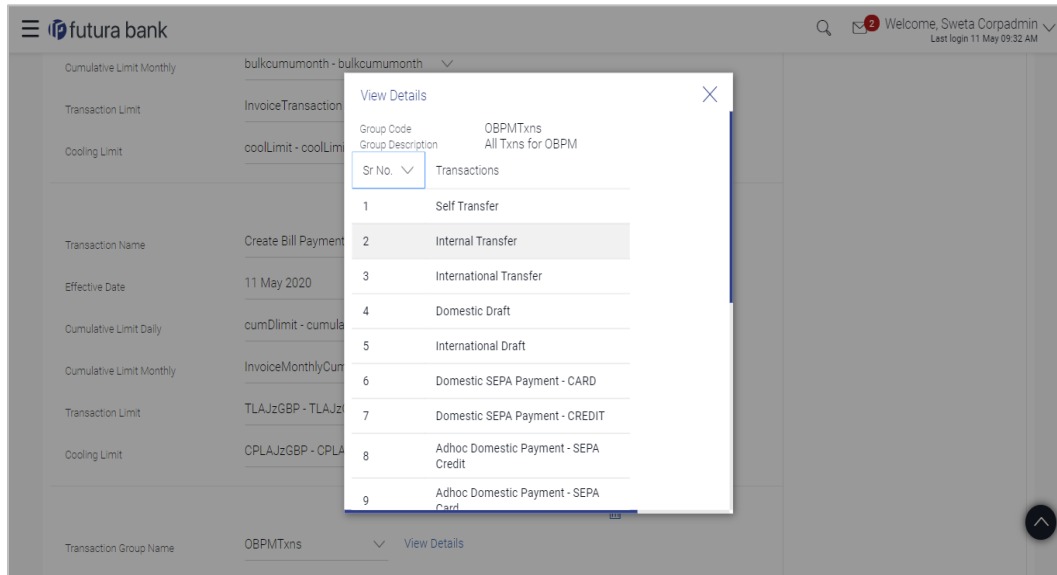 futura bank
2
Welcome, Sweta Corpadmin
Last login 11 May 09:32 AM
Cumulative Limit Monthly
bulkcumumonth - bulkcumumonth
Transaction Limit
InvoiceTransaction
Cooling Limit
coolLimit - coolLimi
Transaction Name
Create Bill Payment
Effective Date
11 May 2020
Cumulative Limit Daily
cumDlimit - cumula
Cumulative Limit Monthly
InvoiceMonthlyCum
Transaction Limit
TLAJzGBP - TLAJzG
Cooling Limit
CPLAJzGBP - CPLA
Transaction Group Name
OBPMTxns
View Details
View Details
Group Code OBPMTxns
Group Description All Txns for OBPM
Sr No. Transactions
1 Self Transfer
2 Internal Transfer
3 International Transfer
4 Domestic Draft
5 International Draft
6 Domestic SEPA Payment - CARD
7 Domestic SEPA Payment - CREDIT
8 Adhoc Domestic Payment - SEPA
Credit
9 Adhoc Domestic Payment - SEPA
Card